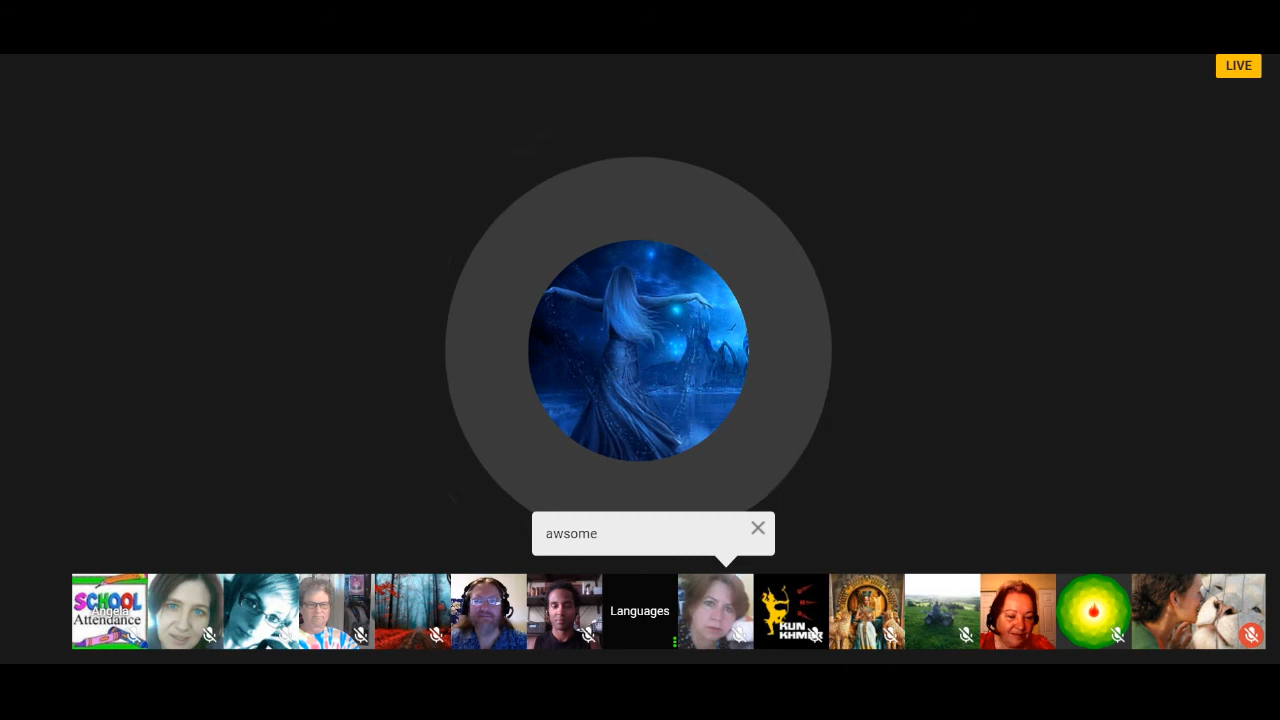 LIVE
awsome
SCHOOL
Angela
Attendance
Languages
KUN
KHMER